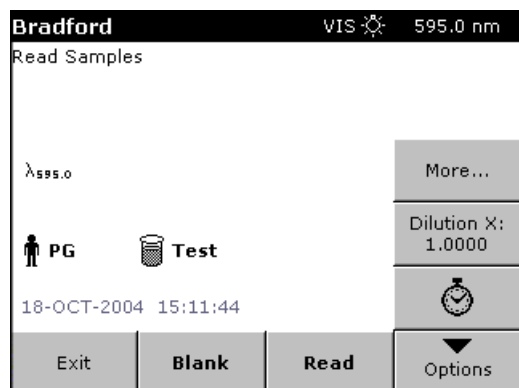 Bradford VIS 595.0 nm
Read Samples
λ595.0
More...
Dilution X:
1.0000
PG Test
18-OCT-2004 15:11:44
Exit Blank Read Options